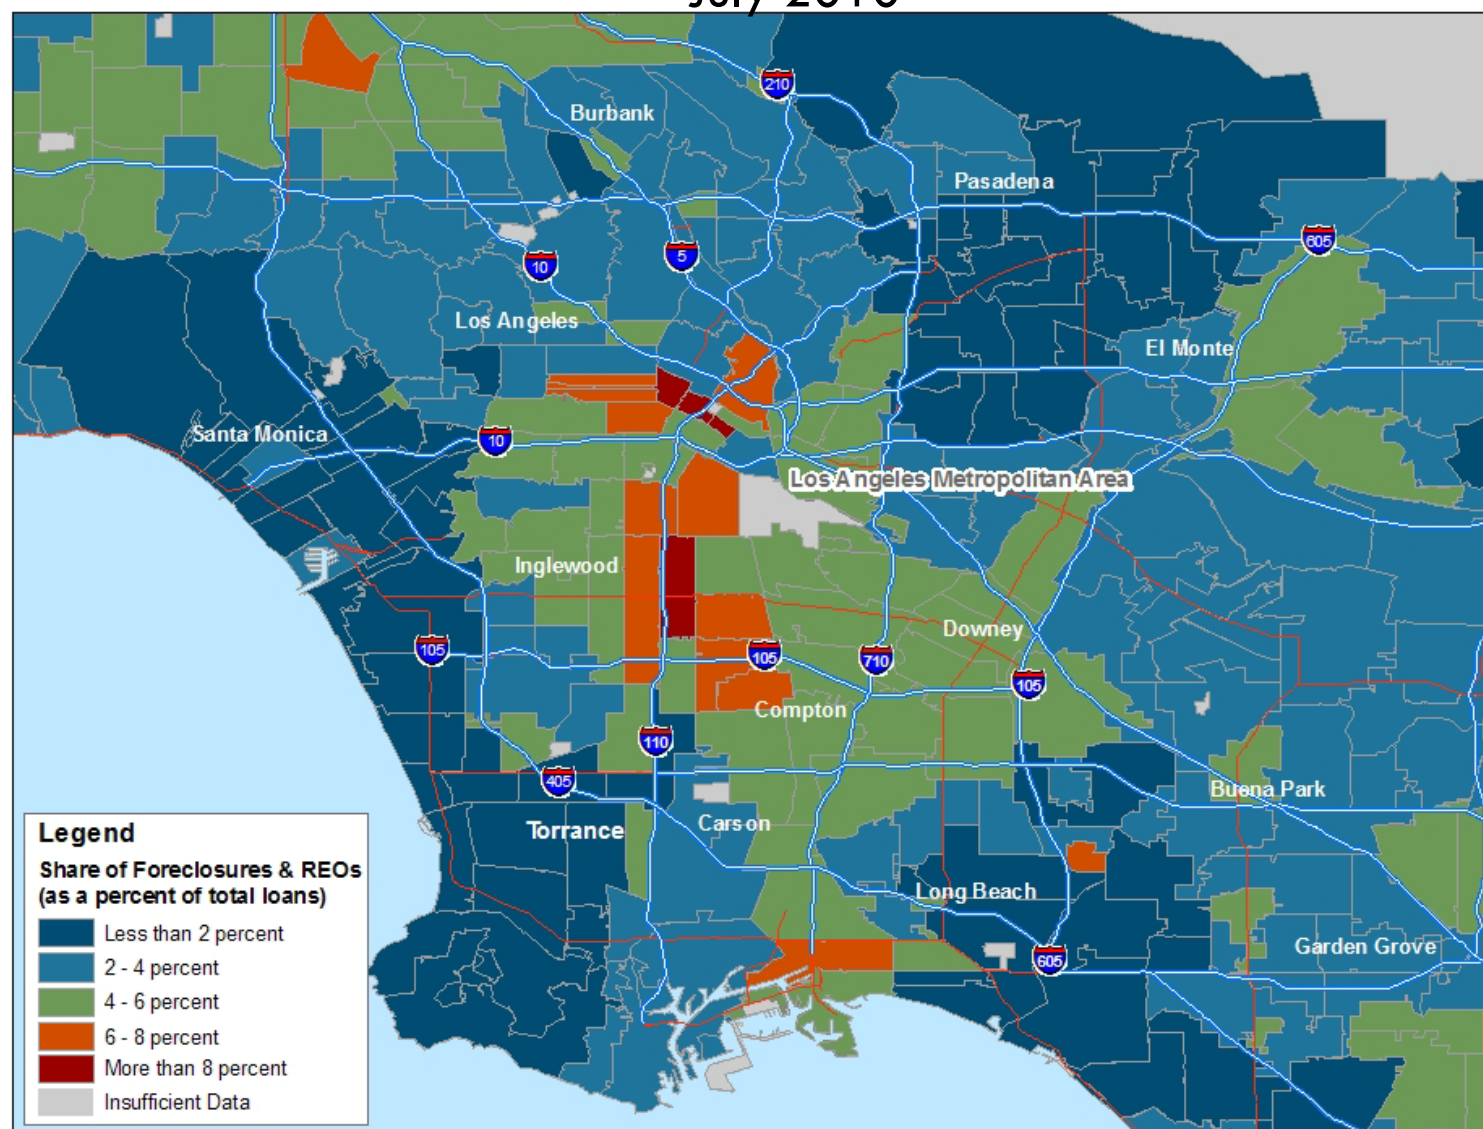 July 2010
210
Burbank
Pasadena
605
10
5
Los Angeles
El Monte
Santa Monica
10
Los Angeles Metropolitan Area
Inglewood
Downey
105
105
710
105
Compton
110
405
Buena Park
Torrance
Carson
Long Beach
Garden Grove
605
Legend
Share of Foreclosures & REOs
(as a percent of total loans)
Less than 2 percent
2 - 4 percent
4 - 6 percent
6 - 8 percent
More than 8 percent
Insufficient Data